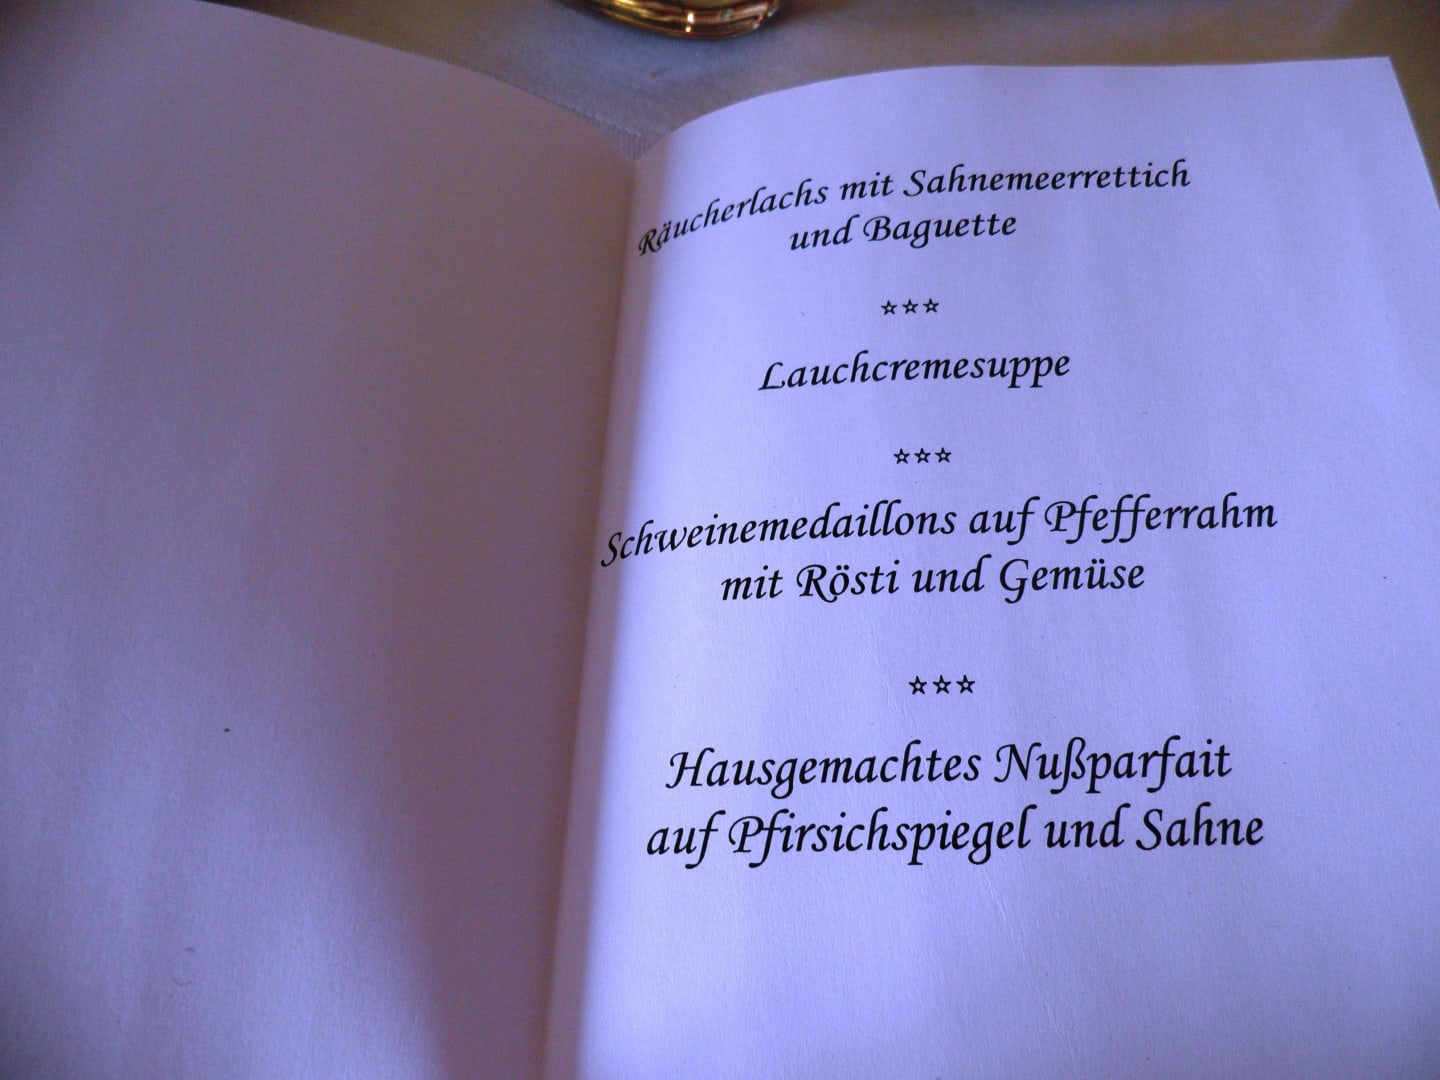 Räucherlachs mit Sahnemeerrettich
und Baguette
☆☆☆
Lauchcremesuppe
☆☆☆
Schweinemedaillons auf Pfefferrahm
mit Rösti und Gemüse
☆☆☆
Hausgemachtes Nußparfait
auf Pfirsichspiegel und Sahne